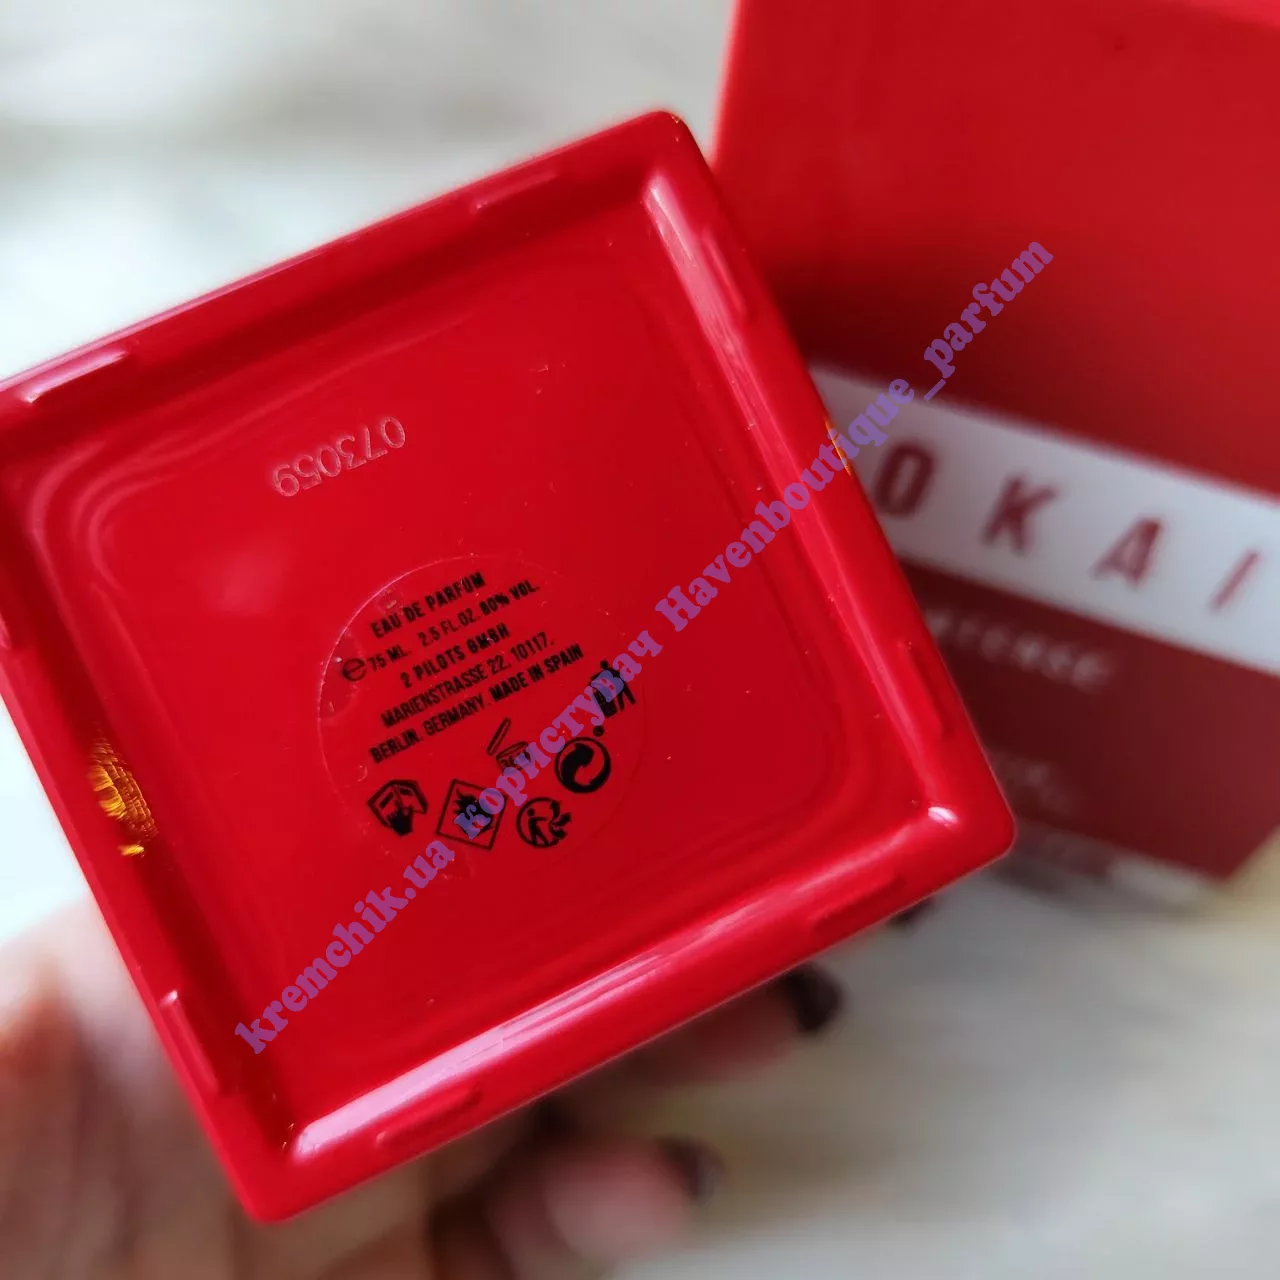 073059
EAU DE PARFUM
℮ 75 ML. 2.5 FL.OZ. 80% VOL.
2 PILOTS GMBH
MARIENSTRASSE 22. 10117.
BERLIN. GERMANY. MADE IN SPAIN
OKAI
kremchik.ua користувач Havenboutique_parfum